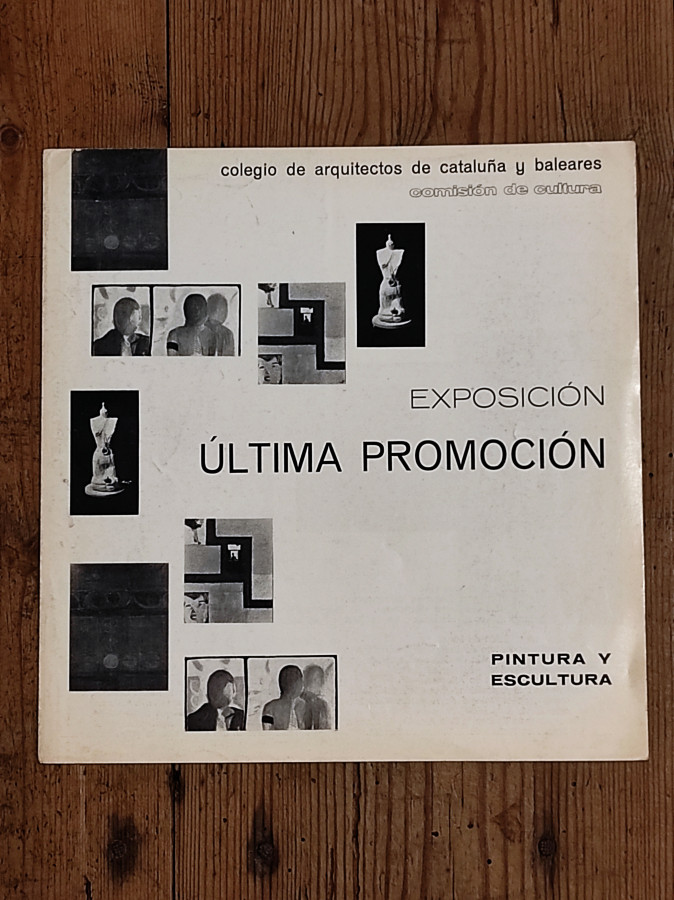 colegio de arquitectos de cataluña y baleares
comisión de cultura
EXPOSICIÓN
ÚLTIMA PROMOCIÓN
PINTURA Y
ESCULTURA